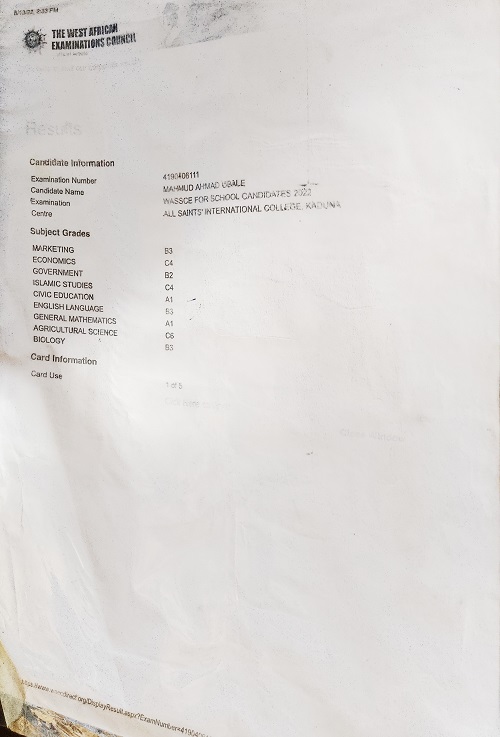 THE WEST AFRICAN
EXAMINATIONS COUNCIL
Results
Candidate Information
Examination Number 4190406111
Candidate Name MAHMUD AHMAD UBALE
Examination WASSCE FOR SCHOOL CANDIDATES 2022
Centre ALL SAINTS' INTERNATIONAL COLLEGE, KADUNA
Subject Grades
MARKETING B3
ECONOMICS C4
GOVERNMENT B2
ISLAMIC STUDIES C4
CIVIC EDUCATION A1
ENGLISH LANGUAGE B3
GENERAL MATHEMATICS A1
AGRICULTURAL SCIENCE C6
BIOLOGY B3
Card Information
Card Use 1 of 5